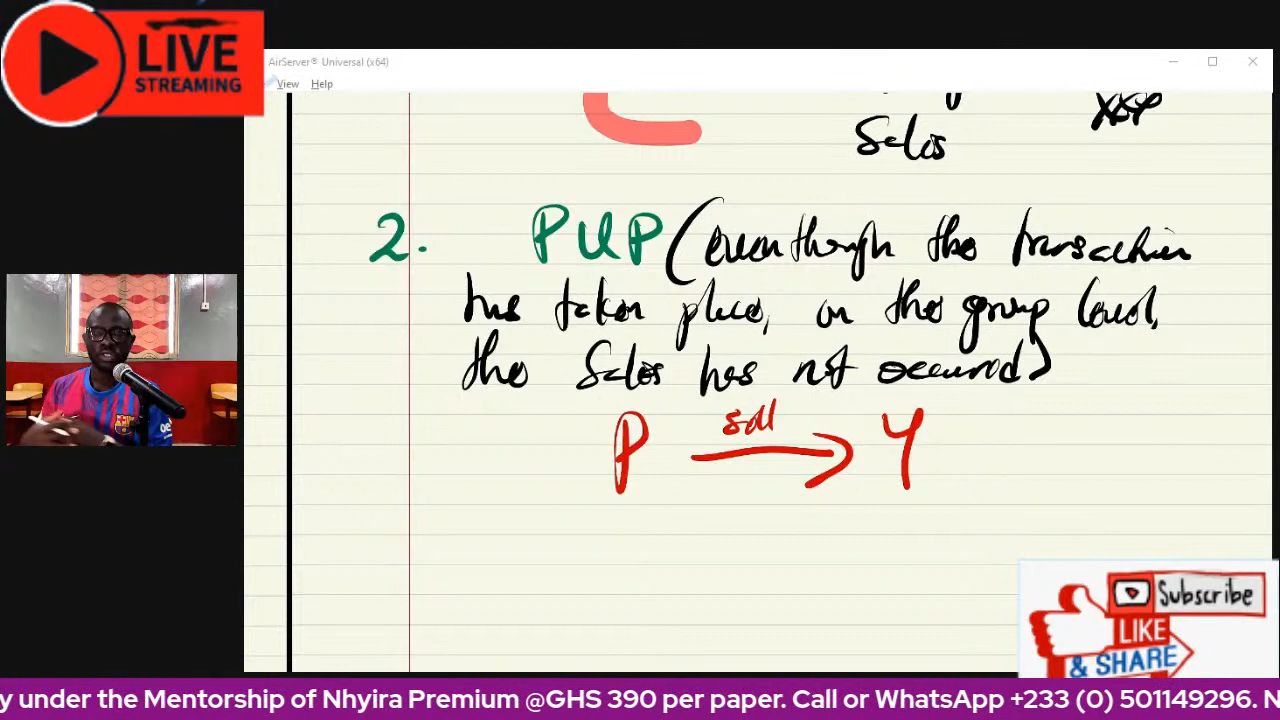 LIVE
STREAMING
AirServer® Universal (x64)
View Help
Sales
2. PUP (eventhough the transaction
has taken place, on the group level,
the Sales has not occurred)
P sell Y
Subscribe
LIKE
& SHARE
y under the Mentorship of Nhyira Premium @GHS 390 per paper. Call or WhatsApp +233 (0) 501149296. N